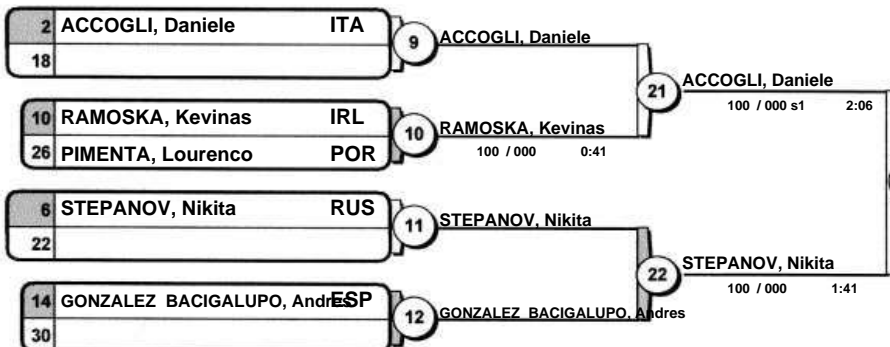 2 ACCOGLI, Daniele ITA
18
9
ACCOGLI, Daniele
10 RAMOSKA, Kevinas IRL
26 PIMENTA, Lourenco POR
10
RAMOSKA, Kevinas
100 / 000 0:41
21
ACCOGLI, Daniele
100 / 000 s1 2:06
6 STEPANOV, Nikita RUS
22
11
STEPANOV, Nikita
14 GONZALEZ BACIGALUPO, Andres ESP
30
12
GONZALEZ BACIGALUPO, Andres
22
STEPANOV, Nikita
100 / 000 1:41